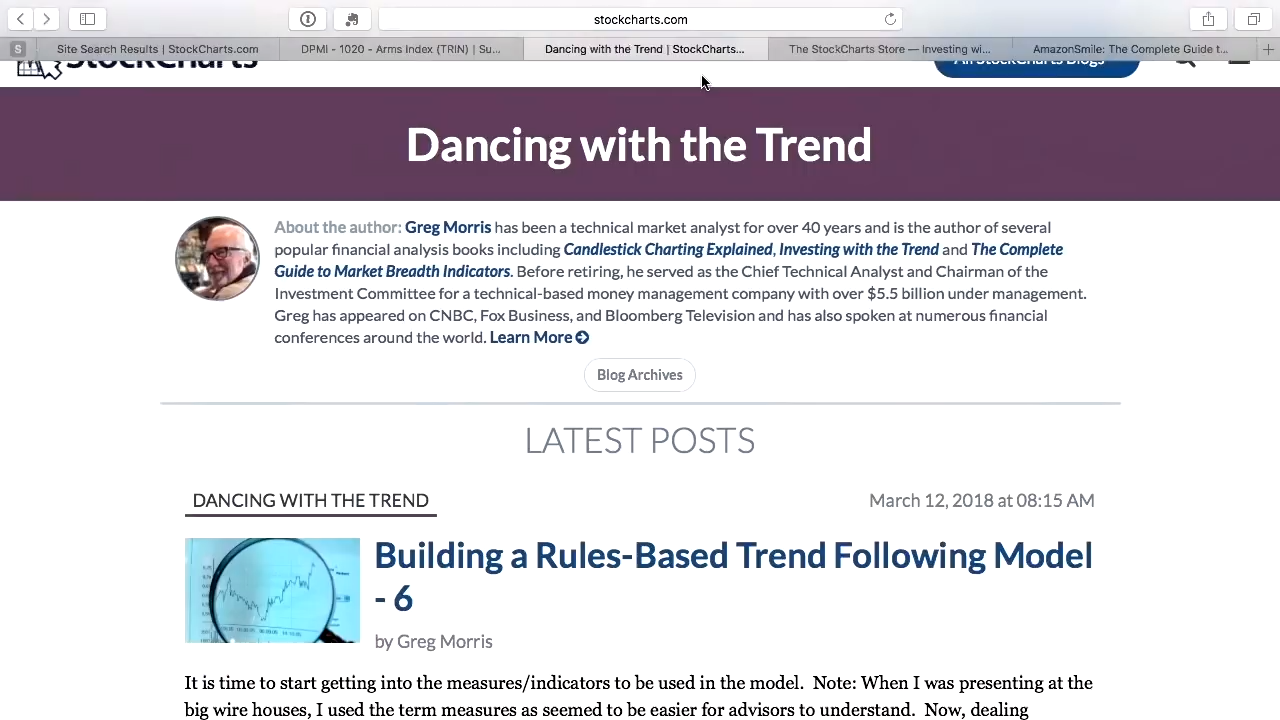 stockcharts.com
S
Site Search Results | StockCharts.com
DPMI - 1020 - Arms Index (TRIN) | Su...
Dancing with the Trend | StockCharts...
The StockCharts Store — Investing wi...
AmazonSmile: The Complete Guide t...
StockCharts
All StockCharts Blogs
Dancing with the Trend
About the author: Greg Morris has been a technical market analyst for over 40 years and is the author of several
popular financial analysis books including Candlestick Charting Explained, Investing with the Trend and The Complete
Guide to Market Breadth Indicators. Before retiring, he served as the Chief Technical Analyst and Chairman of the
Investment Committee for a technical-based money management company with over $5.5 billion under management.
Greg has appeared on CNBC, Fox Business, and Bloomberg Television and has also spoken at numerous financial
conferences around the world. Learn More
Blog Archives
LATEST POSTS
DANCING WITH THE TREND
March 12, 2018 at 08:15 AM
Building a Rules-Based Trend Following Model
- 6
by Greg Morris
It is time to start getting into the measures/indicators to be used in the model.  Note: When I was presenting at the
big wire houses, I used the term measures as seemed to be easier for advisors to understand.  Now, dealing